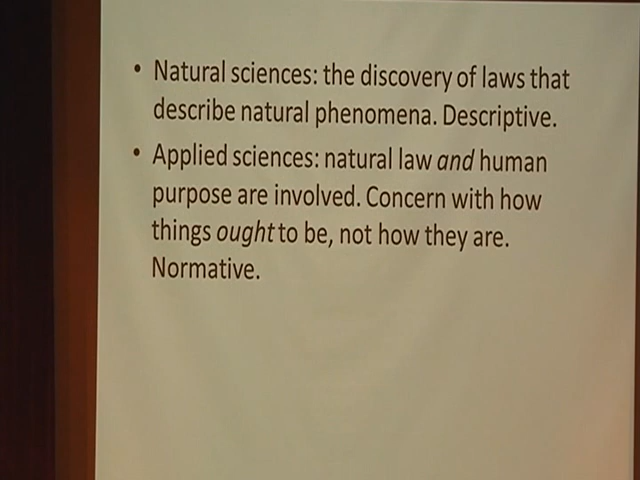 • Natural sciences: the discovery of laws that
describe natural phenomena. Descriptive.
• Applied sciences: natural law and human
purpose are involved. Concern with how
things ought to be, not how they are.
Normative.